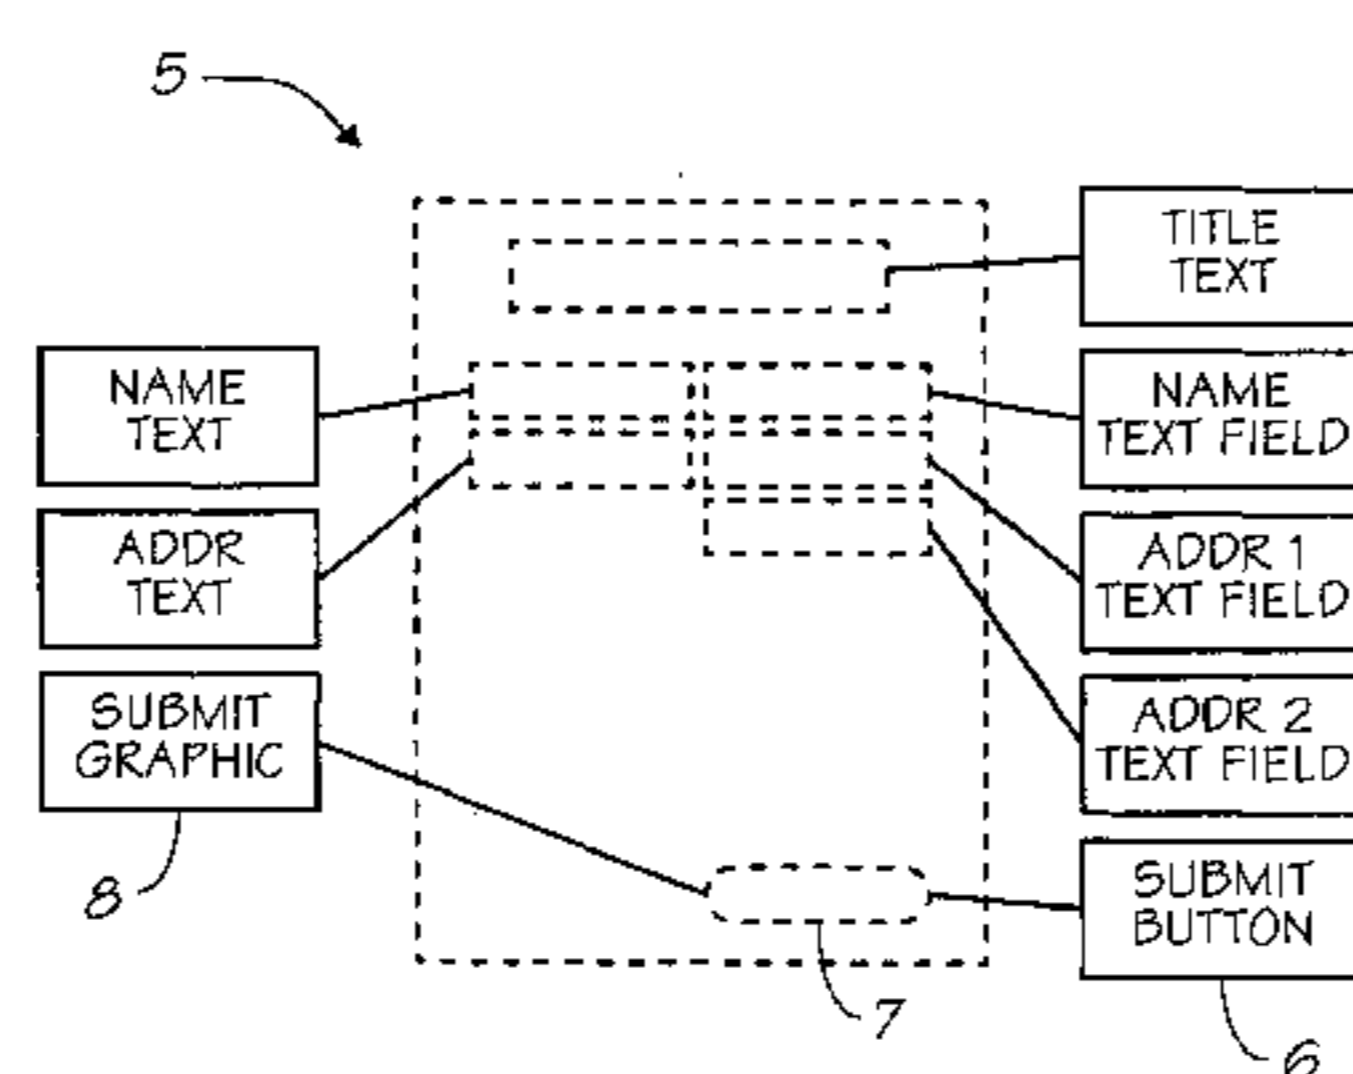 5
TITLE
TEXT
NAME
TEXT
NAME
TEXT FIELD
ADDR
TEXT
ADDR 1
TEXT FIELD
SUBMIT
GRAPHIC
ADDR 2
TEXT FIELD
8
SUBMIT
BUTTON
7
6